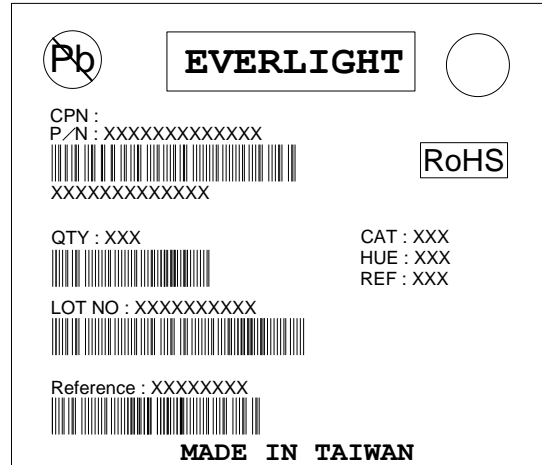 Pb
EVERLIGHT
CPN :
P/N : XXXXXXXXXXXXX
RoHS
XXXXXXXXXXXXX
QTY : XXX
CAT : XXX
HUE : XXX
REF : XXX
LOT NO : XXXXXXXXXX
Reference : XXXXXXXX
MADE IN TAIWAN